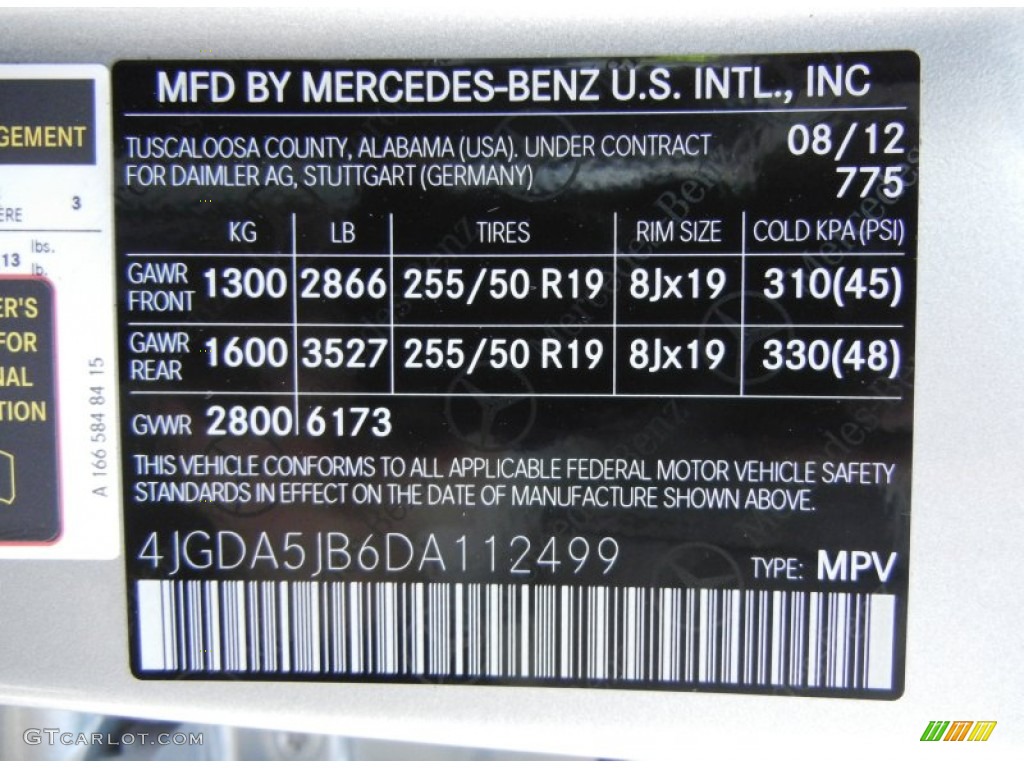 MFD BY MERCEDES-BENZ U.S. INTL., INC
TUSCALOOSA COUNTY, ALABAMA (USA). UNDER CONTRACT 08/12
FOR DAIMLER AG, STUTTGART (GERMANY) 775
KG LB TIRES RIM SIZE COLD KPA (PSI)
GAWR FRONT 1300 2866 255/50 R19 8Jx19 310(45)
GAWR REAR 1600 3527 255/50 R19 8Jx19 330(48)
GVWR 2800 6173
THIS VEHICLE CONFORMS TO ALL APPLICABLE FEDERAL MOTOR VEHICLE SAFETY
STANDARDS IN EFFECT ON THE DATE OF MANUFACTURE SHOWN ABOVE.
4JGDA5JB6DA112499 TYPE: MPV
GEMENT
ÈRE 3
lbs.
13 lb.
ER'S
FOR
NAL
TION
A 166 584 84 15
GTCARLOT.COM